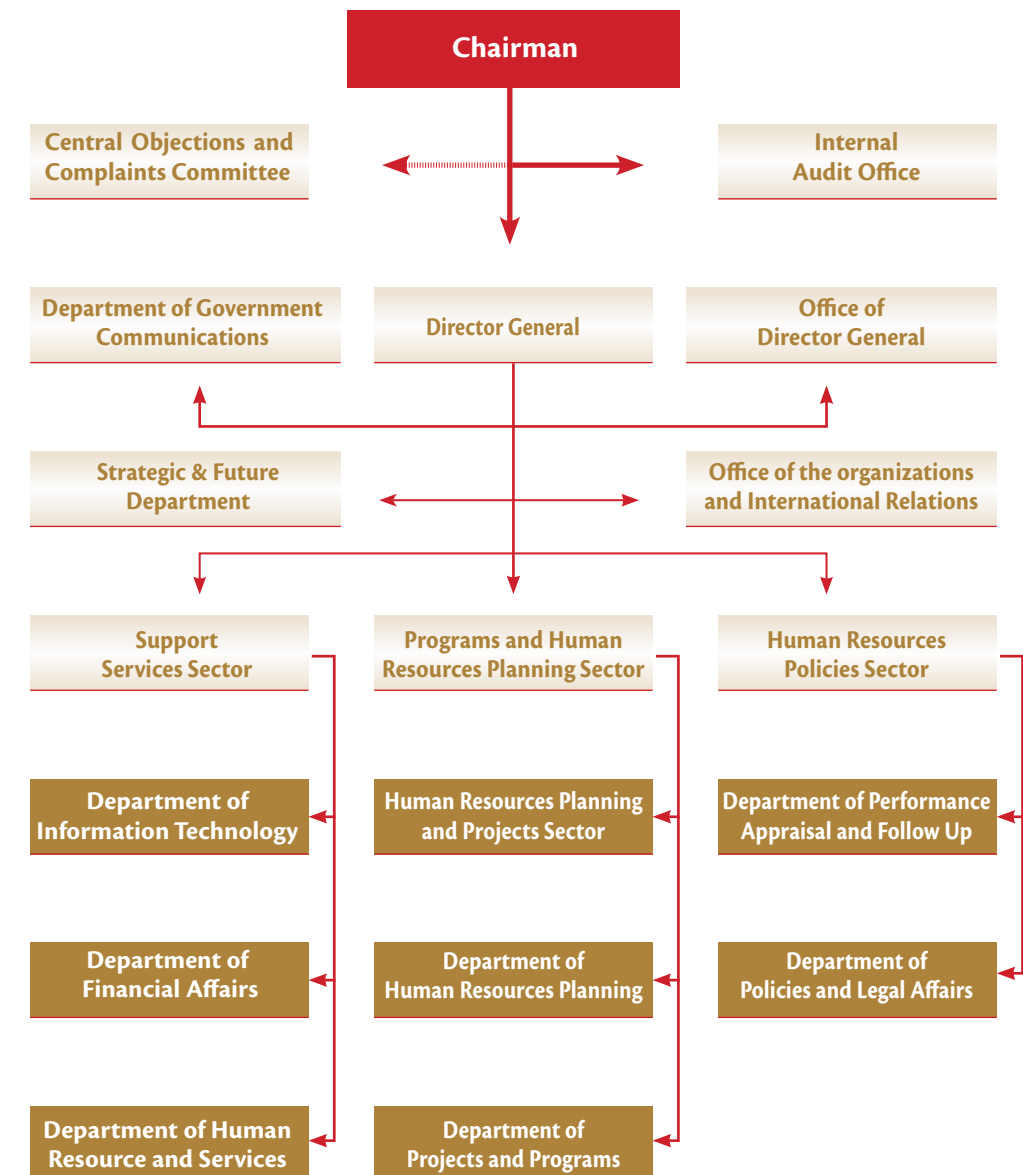 Chairman
Central Objections and
Complaints Committee
Internal
Audit Office
Department of Government
Communications
Director General
Office of
Director General
Strategic & Future
Department
Office of the organizations
and International Relations
Support
Services Sector
Programs and Human
Resources Planning Sector
Human Resources
Policies Sector
Department of
Information Technology
Human Resources Planning
and Projects Sector
Department of Performance
Appraisal and Follow Up
Department of
Financial Affairs
Department of
Human Resources Planning
Department of
Policies and Legal Affairs
Department of Human
Resource and Services
Department of
Projects and Programs